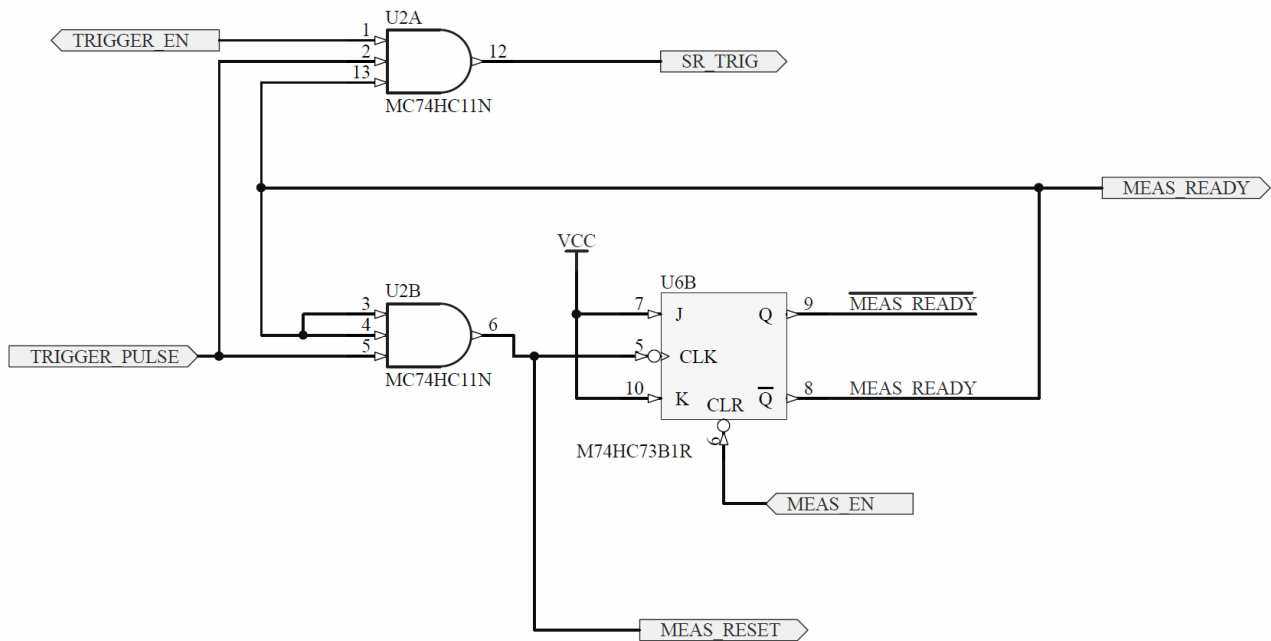 U2A
TRIGGER_EN
1
2
13
12
SR_TRIG
MC74HC11N
MEAS_READY
VCC
U2B
U6B
3
4
5
6
7
J
Q
9
MEAS_READY
TRIGGER_PULSE
5
CLK
MC74HC11N
10
K
CLR
Q
8
MEAS_READY
6
M74HC73B1R
MEAS_EN
MEAS_RESET